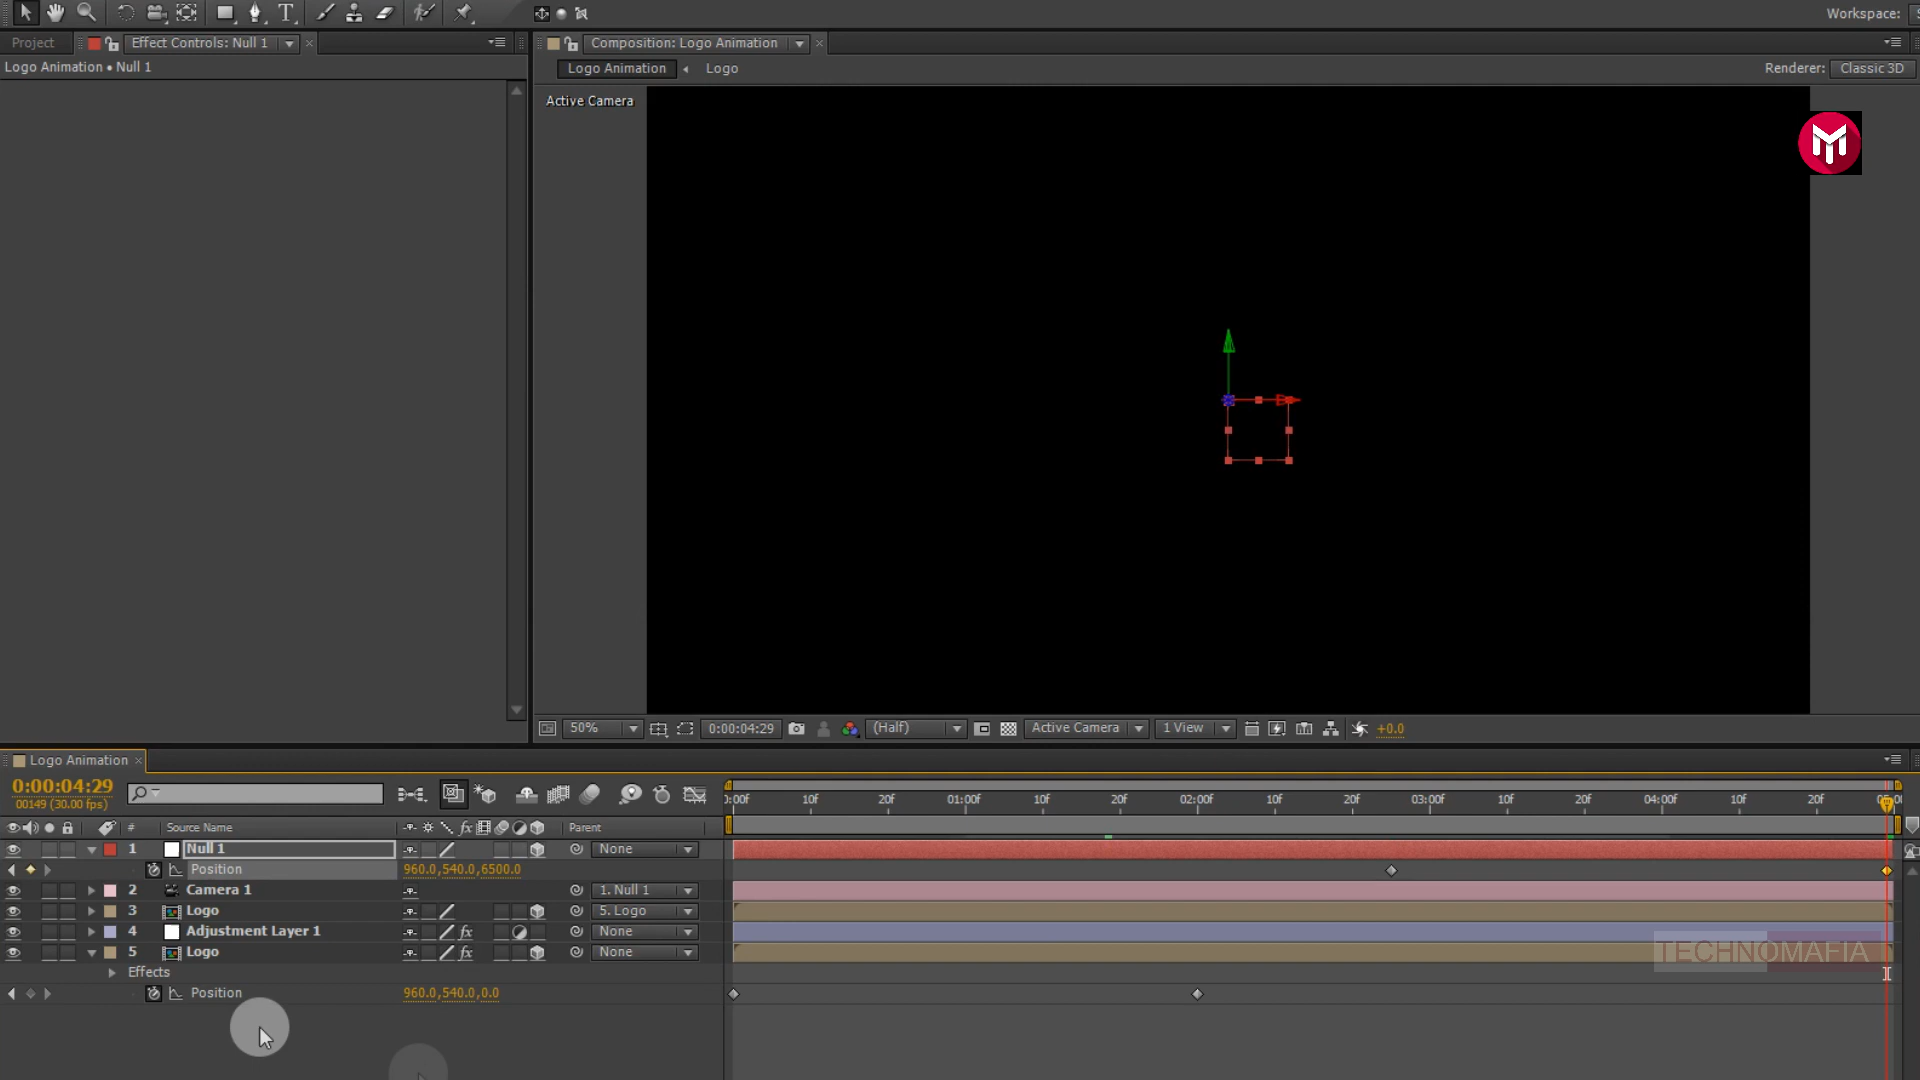 Workspace:
Project
Effect Controls: Null 1
Composition: Logo Animation
Logo Animation • Null 1
Logo Animation
Logo
Renderer:
Classic 3D
Active Camera
50%
0:00:04:29
(Half)
Active Camera
1 View
+0.0
Logo Animation
0:00:04:29
00149 (30.00 fps)
10f
20f
01:00f
10f
20f
02:00f
10f
20f
03:00f
10f
20f
04:00f
10f
20f
#
Source Name
fx
Parent
1
Null 1
None
Position
960.0,540.0,6500.0
2
Camera 1
1. Null 1
3
Logo
5. Logo
4
Adjustment Layer 1
fx
None
5
Logo
fx
None
TECHNOMAFIA
Effects
Position
960.0,540.0,0.0